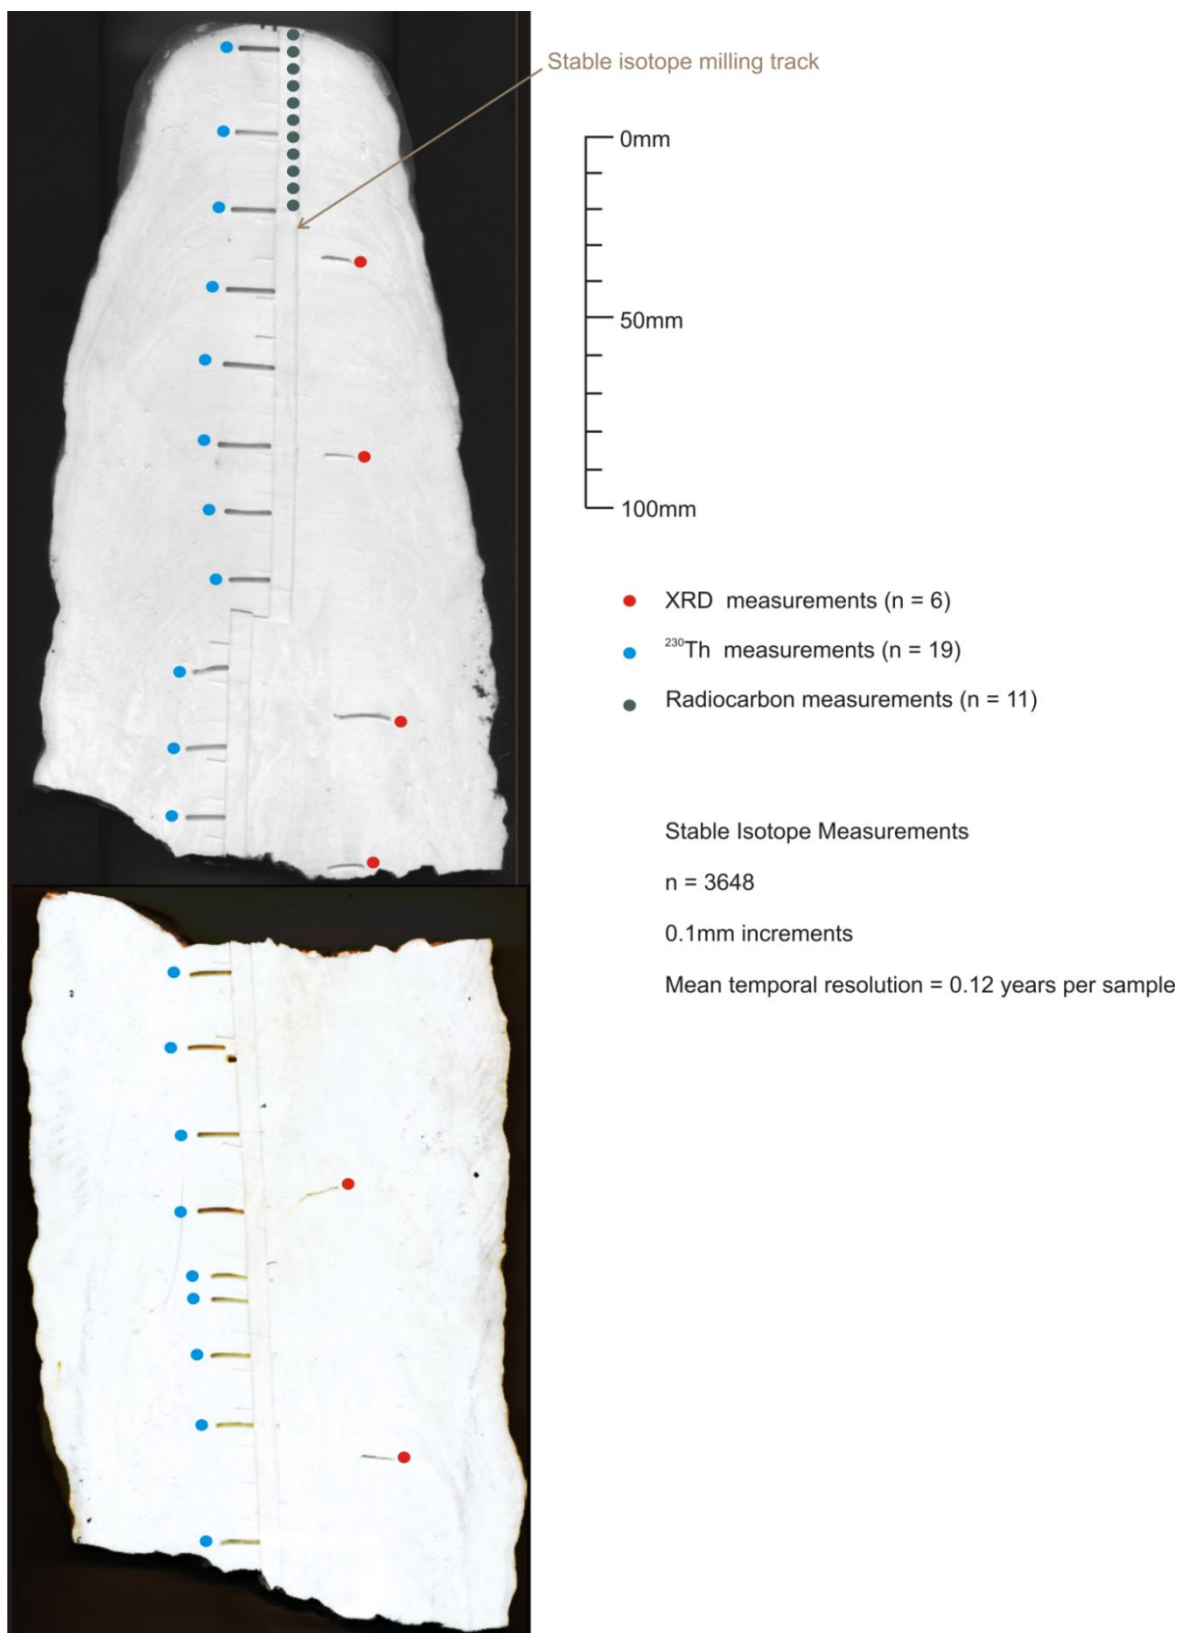 Stable isotope milling track
0mm
50mm
100mm
XRD measurements (n = 6)
²³⁰Th measurements (n = 19)
Radiocarbon measurements (n = 11)
Stable Isotope Measurements
n = 3648
0.1mm increments
Mean temporal resolution = 0.12 years per sample